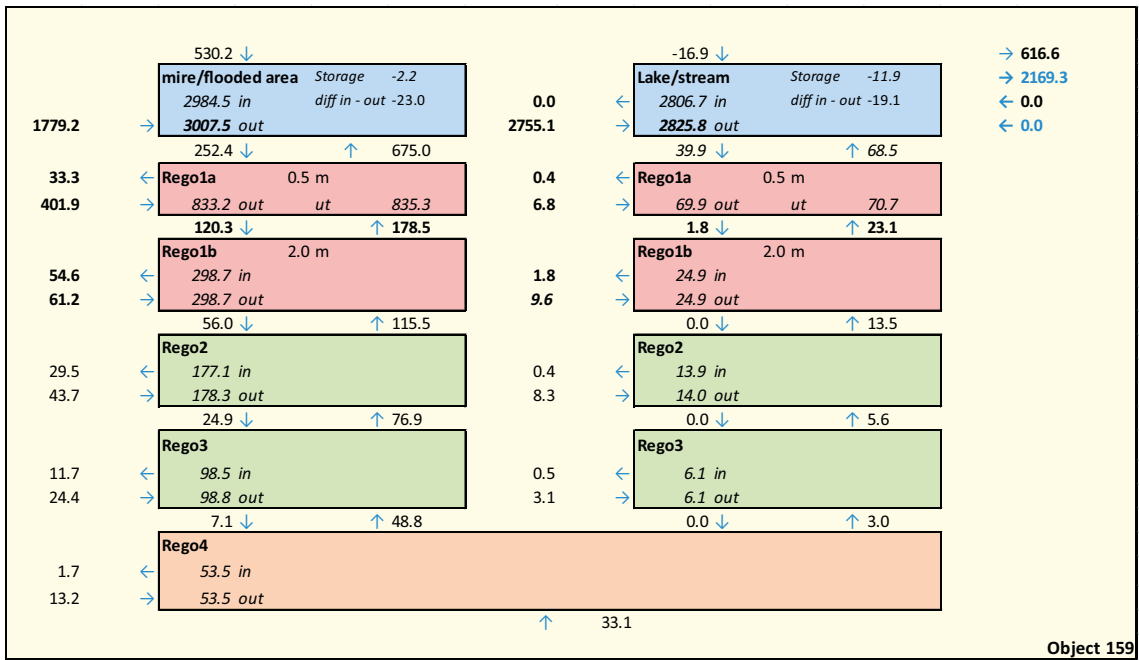 530.2 ↓ -16.9 ↓ → 616.6
mire/flooded area Storage -2.2 Lake/stream Storage -11.9 → 2169.3
2984.5 in diff in - out -23.0 0.0 ← 2806.7 in diff in - out -19.1 ← 0.0
1779.2 → 3007.5 out 2755.1 → 2825.8 out ← 0.0
252.4 ↓ ↑ 675.0 39.9 ↓ ↑ 68.5
33.3 ← Rego1a 0.5 m 0.4 ← Rego1a 0.5 m
401.9 → 833.2 out ut 835.3 6.8 → 69.9 out ut 70.7
120.3 ↓ ↑ 178.5 1.8 ↓ ↑ 23.1
Rego1b 2.0 m Rego1b 2.0 m
54.6 ← 298.7 in 1.8 ← 24.9 in
61.2 → 298.7 out 9.6 → 24.9 out
56.0 ↓ ↑ 115.5 0.0 ↓ ↑ 13.5
Rego2 Rego2
29.5 ← 177.1 in 0.4 ← 13.9 in
43.7 → 178.3 out 8.3 → 14.0 out
24.9 ↓ ↑ 76.9 0.0 ↓ ↑ 5.6
Rego3 Rego3
11.7 ← 98.5 in 0.5 ← 6.1 in
24.4 → 98.8 out 3.1 → 6.1 out
7.1 ↓ ↑ 48.8 0.0 ↓ ↑ 3.0
Rego4
1.7 ← 53.5 in
13.2 → 53.5 out
↑ 33.1
Object 159